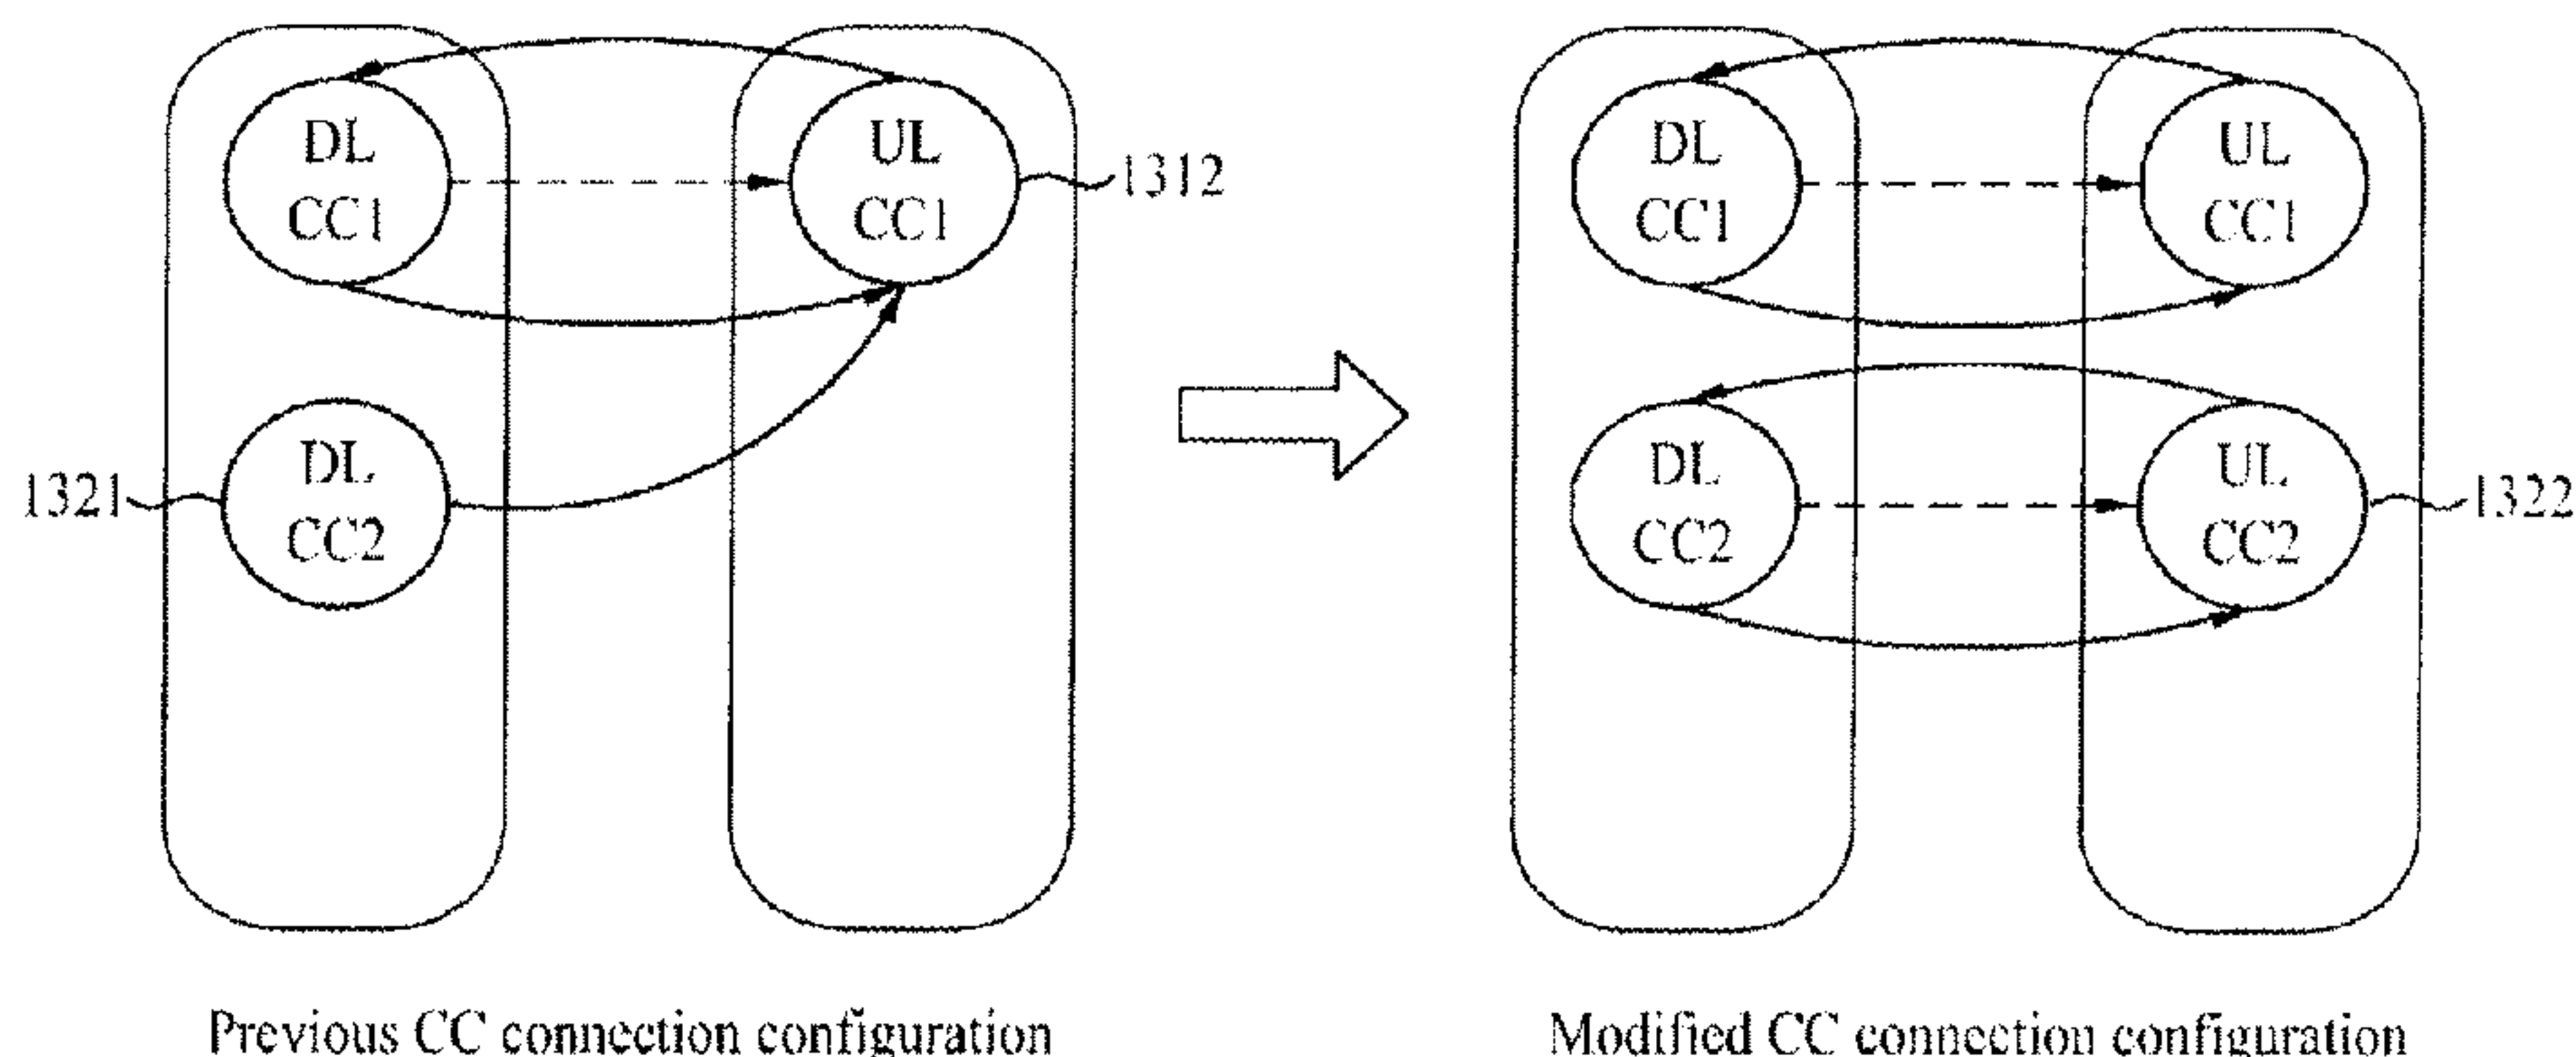 DL
CC1
UL
CC1
1312
DL
CC2
1321
Previous CC connection configuration
DL
CC1
UL
CC1
DL
CC2
UL
CC2
1322
Modified CC connection configuration